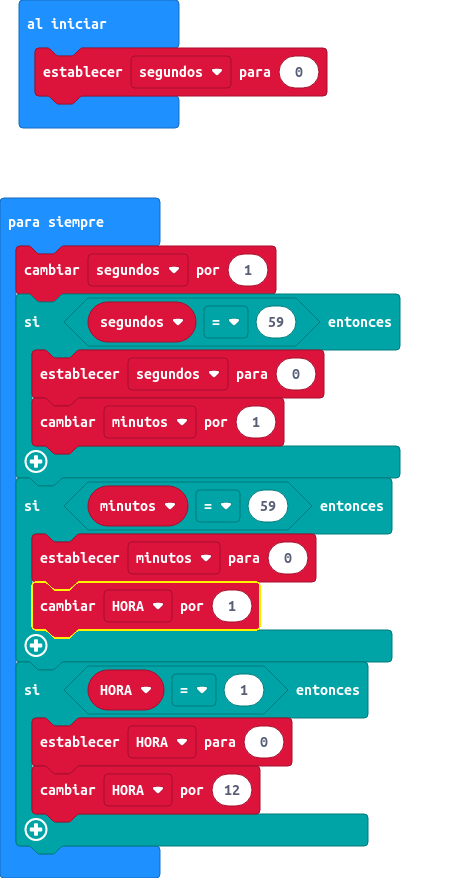 al iniciar
establecer segundos para 0
para siempre
cambiar segundos por 1
si segundos = 59 entonces
establecer segundos para 0
cambiar minutos por 1
si minutos = 59 entonces
establecer minutos para 0
cambiar HORA por 1
si HORA = 1 entonces
establecer HORA para 0
cambiar HORA por 12